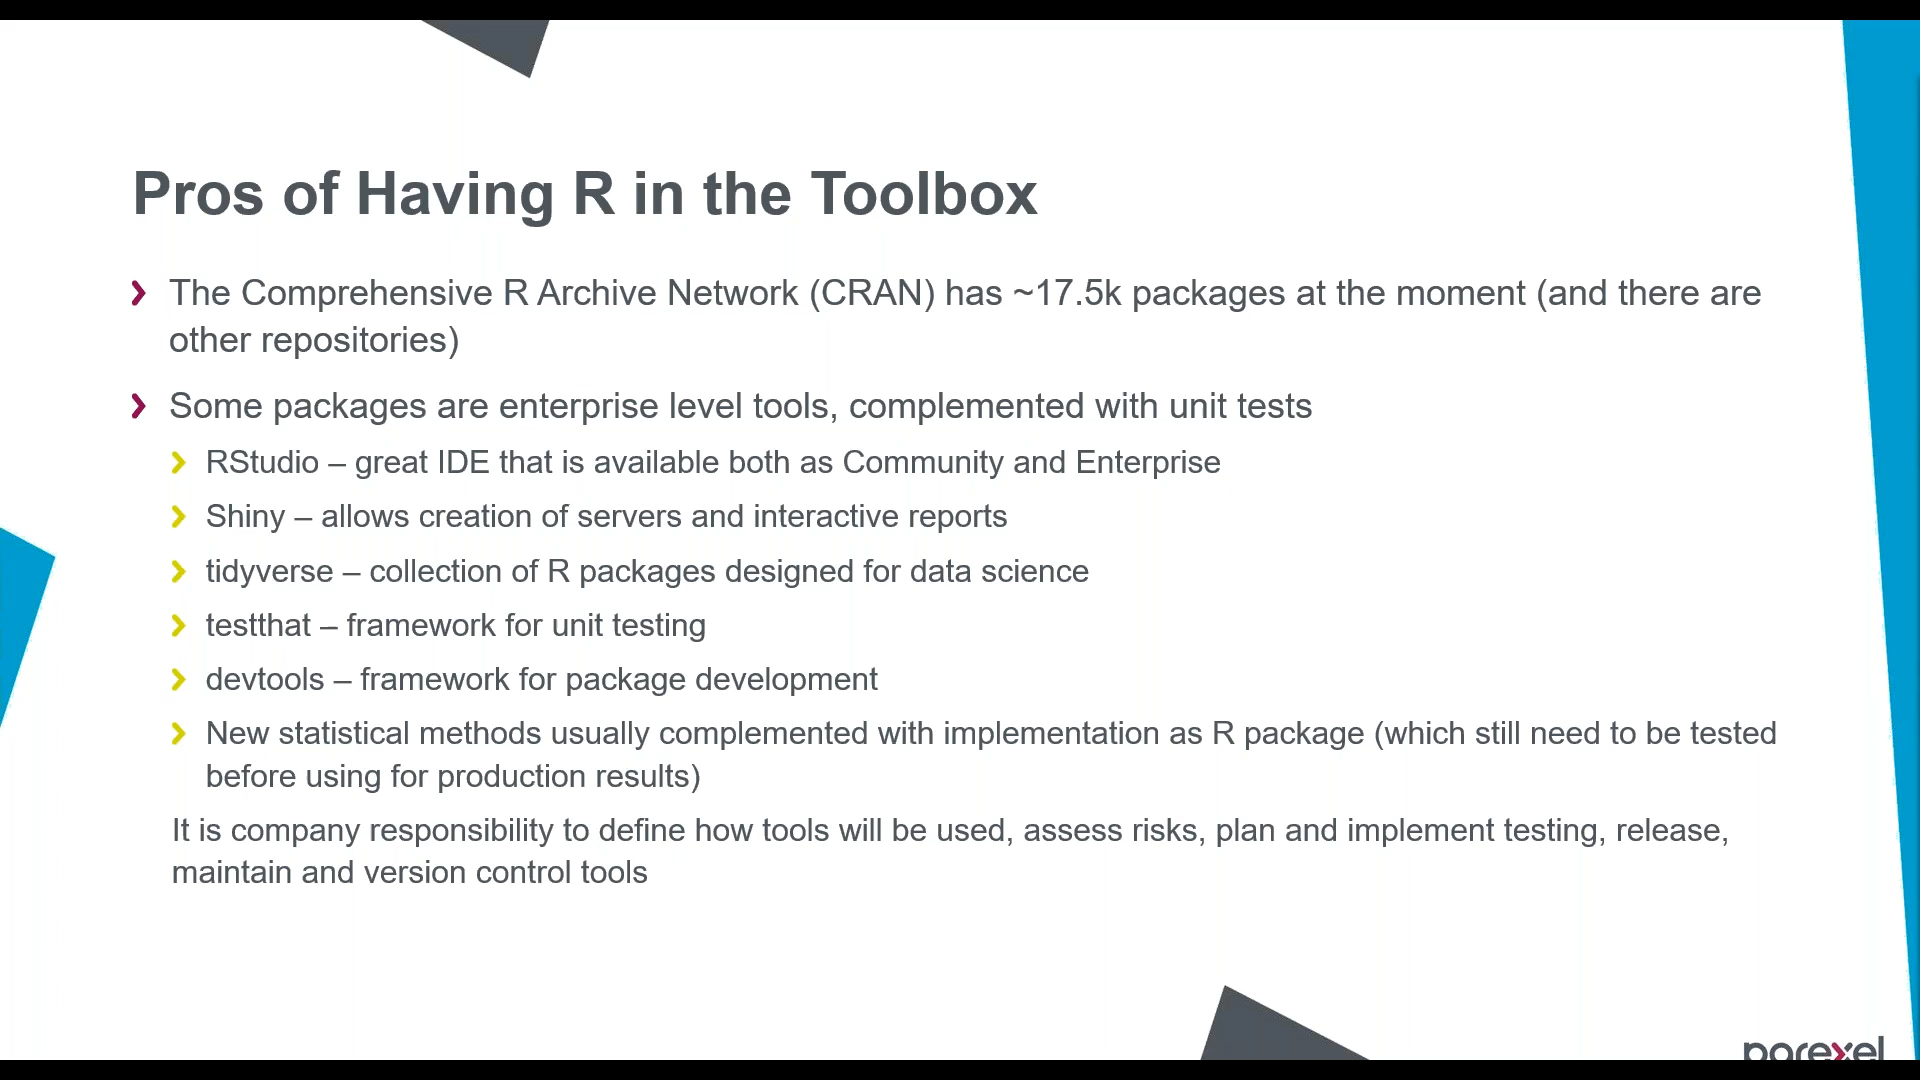 Pros of Having R in the Toolbox
The Comprehensive R Archive Network (CRAN) has ~17.5k packages at the moment (and there are
other repositories)
Some packages are enterprise level tools, complemented with unit tests
RStudio – great IDE that is available both as Community and Enterprise
Shiny – allows creation of servers and interactive reports
tidyverse – collection of R packages designed for data science
testthat – framework for unit testing
devtools – framework for package development
New statistical methods usually complemented with implementation as R package (which still need to be tested
before using for production results)
It is company responsibility to define how tools will be used, assess risks, plan and implement testing, release,
maintain and version control tools
parexel